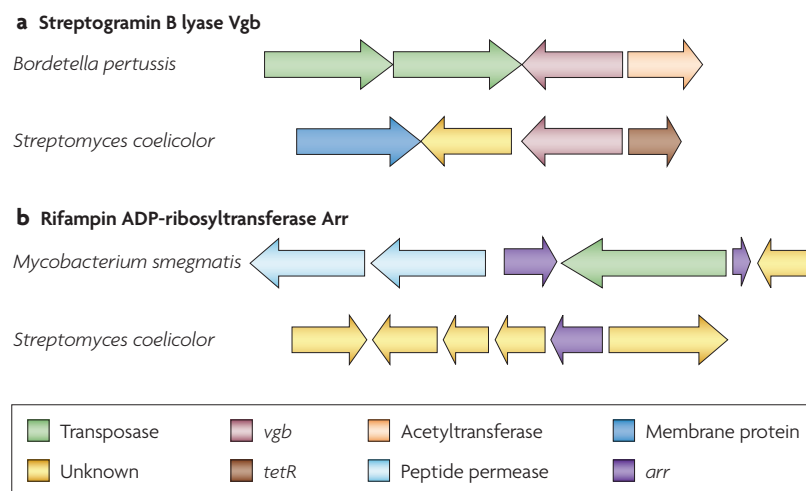 a Streptogramin B lyase Vgb
Bordetella pertussis
Streptomyces coelicolor
b Rifampin ADP-ribosyltransferase Arr
Mycobacterium smegmatis
Streptomyces coelicolor
Transposase vgb Acetyltransferase Membrane protein
Unknown tetR Peptide permease arr